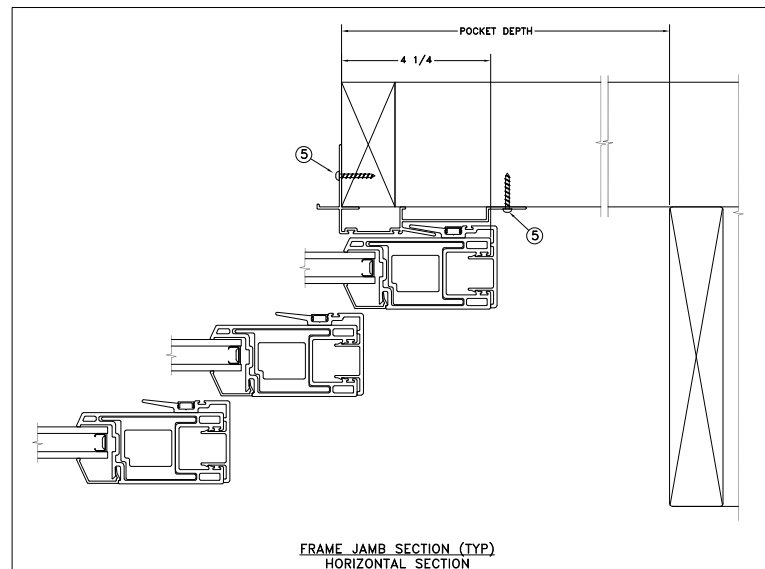 POCKET DEPTH
4 1/4
5
5
FRAME JAMB SECTION (TYP)
HORIZONTAL SECTION